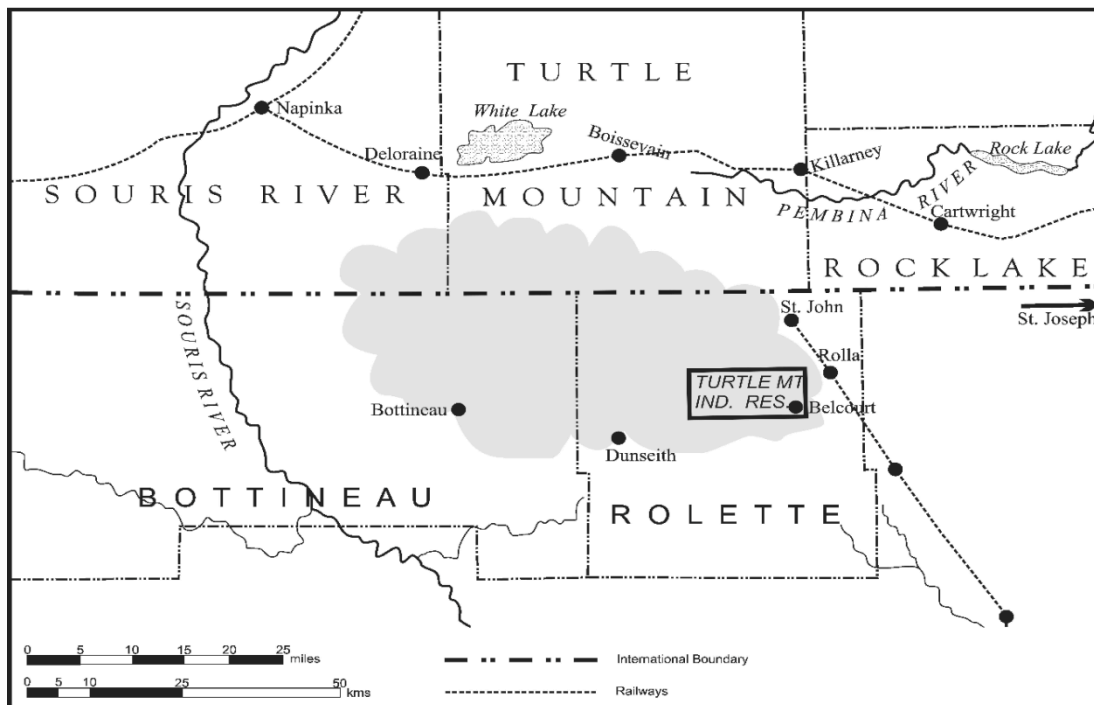 TURTLE
White Lake
Napinka
Boissevain
Deloraine
Killarney
Rock Lake
SOURIS RIVER
MOUNTAIN
PEMBINA
RIVER
Cartwright
ROCK LAKE
SOURIS RIVER
St. John
St. Joseph
Rolla
TURTLE MT
IND. RES.
Belcourt
Bottineau
Dunseith
BOTTINEAU
ROLETTE
0 5 10 15 20 25 miles
International Boundary
0 5 10 25 50 kms
Railways